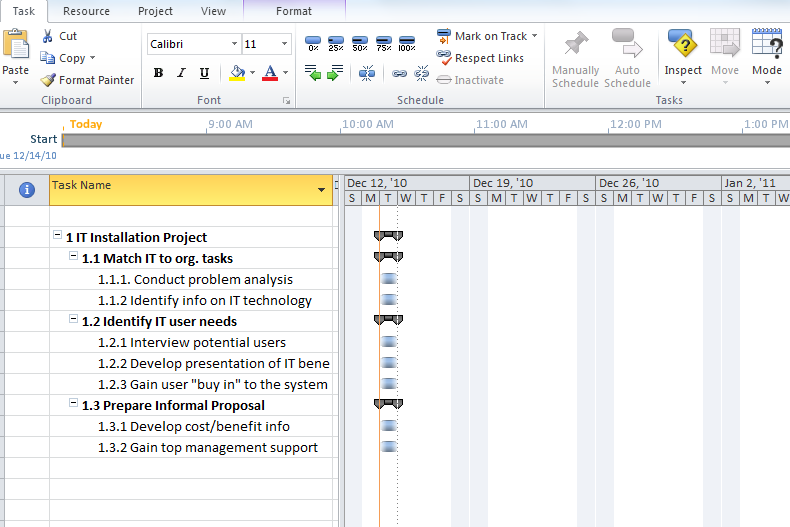 Task Resource Project View Format
Cut
Copy
Format Painter
Paste
Clipboard
Calibri 11
B I U A
Font
0% 25% 50% 75% 100%
Mark on Track
Respect Links
Inactivate
Schedule
Manually Schedule
Auto Schedule
Inspect
Move
Mode
Tasks
Today 9:00 AM 10:00 AM 11:00 AM 12:00 PM 1:00 PM
Start
ue 12/14/10
Task Name
Dec 12, '10 Dec 19, '10 Dec 26, '10 Jan 2, '11
S M T W T F S S M T W T F S S M T W T F S S M T W
1 IT Installation Project
1.1 Match IT to org. tasks
1.1.1. Conduct problem analysis
1.1.2 Identify info on IT technology
1.2 Identify IT user needs
1.2.1 Interview potential users
1.2.2 Develop presentation of IT bene
1.2.3 Gain user "buy in" to the system
1.3 Prepare Informal Proposal
1.3.1 Develop cost/benefit info
1.3.2 Gain top management support